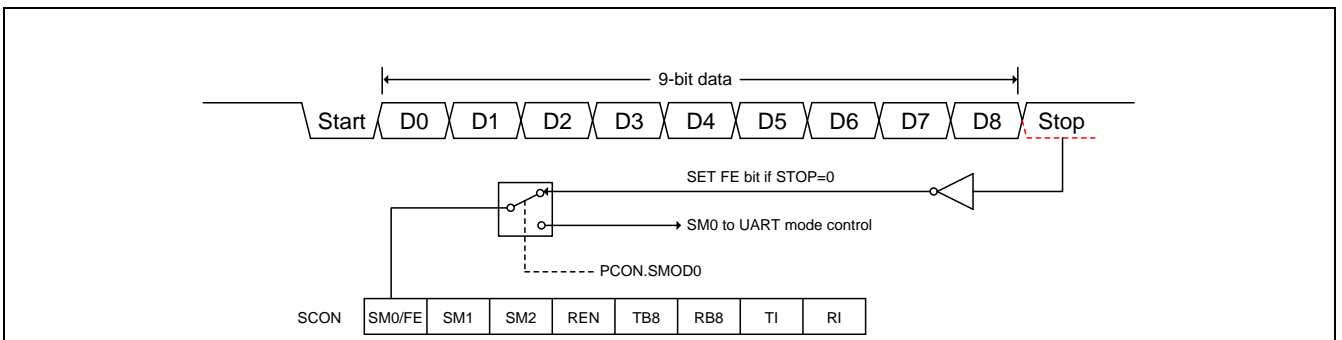 9-bit data
Start D0 D1 D2 D3 D4 D5 D6 D7 D8 Stop
SET FE bit if STOP=0
SM0 to UART mode control
PCON.SMOD0
SCON SM0/FE SM1 SM2 REN TB8 RB8 TI RI